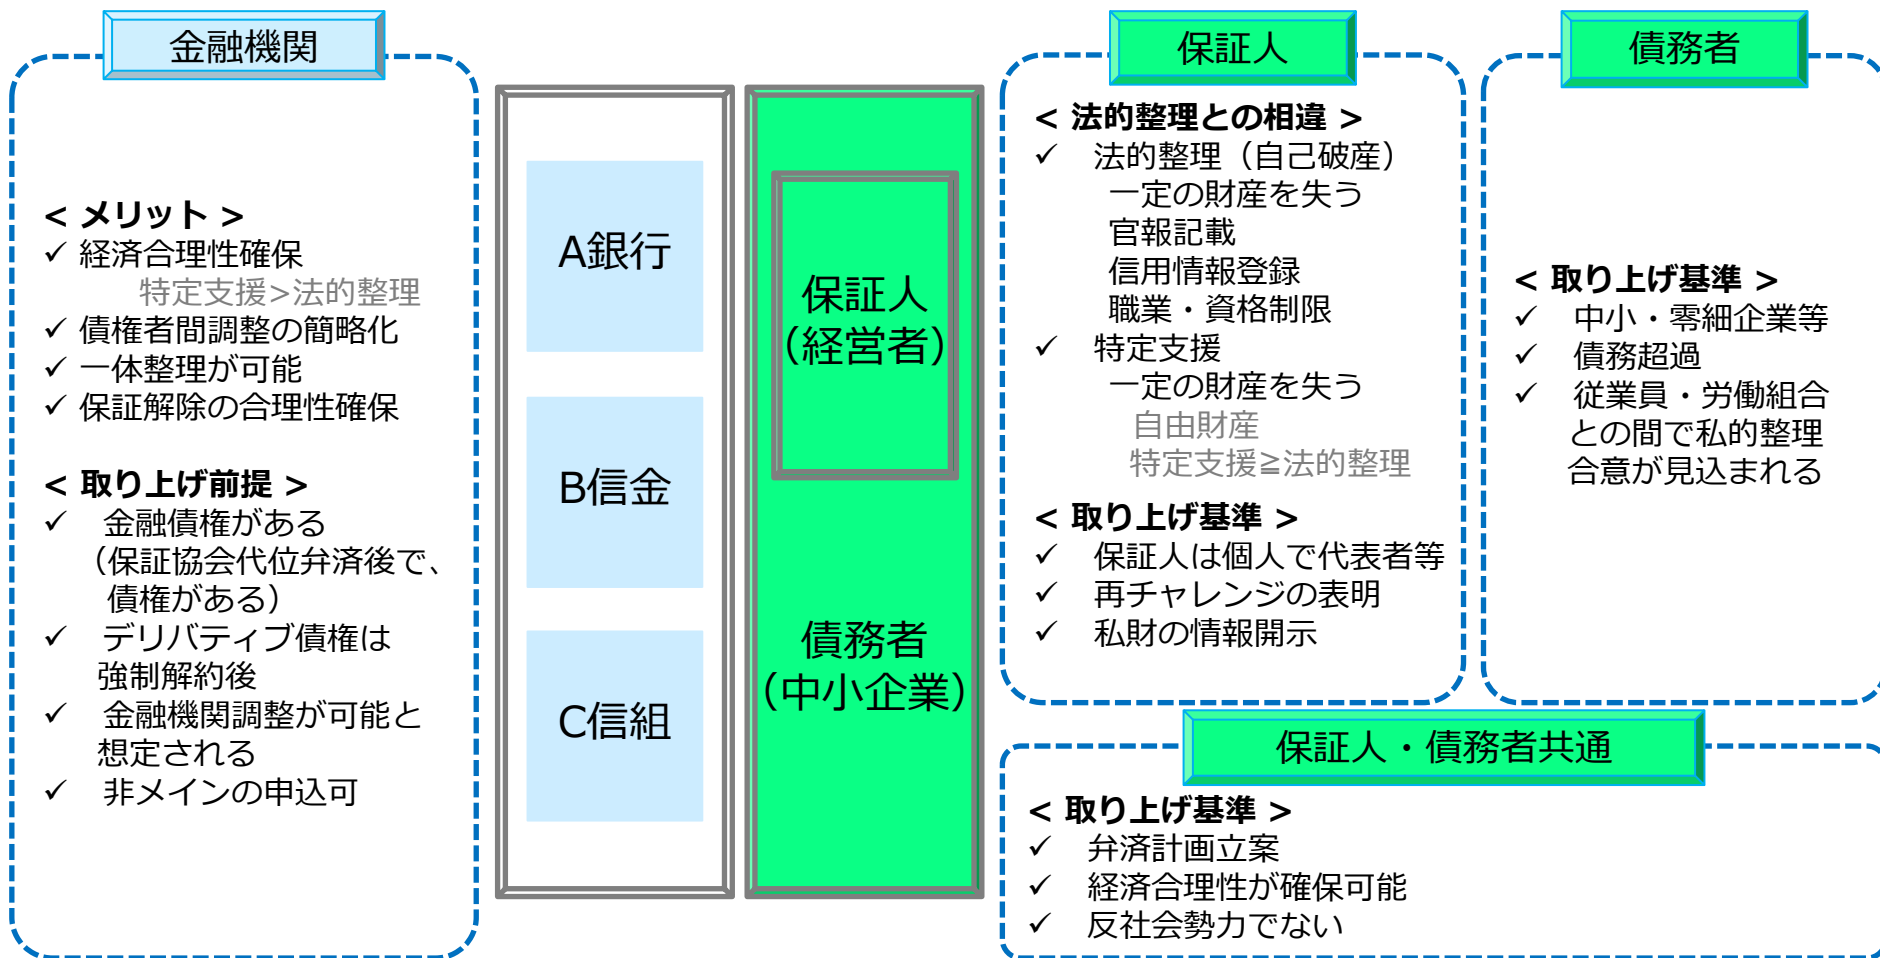 金融機関
< メリット >
✓ 経済合理性確保
特定支援>法的整理
✓ 債権者間調整の簡略化
✓ 一体整理が可能
✓ 保証解除の合理性確保
< 取り上げ前提 >
✓ 金融債権がある
（保証協会代位弁済後で、
債権がある）
✓ デリバティブ債権は
強制解約後
✓ 金融機関調整が可能と
想定される
✓ 非メインの申込可
A銀行
B信金
C信組
保証人
（経営者）
債務者
（中小企業）
保証人
< 法的整理との相違 >
✓ 法的整理（自己破産）
一定の財産を失う
官報記載
信用情報登録
職業・資格制限
✓ 特定支援
一定の財産を失う
自由財産
特定支援≧法的整理
< 取り上げ基準 >
✓ 保証人は個人で代表者等
✓ 再チャレンジの表明
✓ 私財の情報開示
債務者
< 取り上げ基準 >
✓ 中小・零細企業等
✓ 債務超過
✓ 従業員・労働組合
との間で私的整理
合意が見込まれる
保証人・債務者共通
< 取り上げ基準 >
✓ 弁済計画立案
✓ 経済合理性が確保可能
✓ 反社会勢力でない